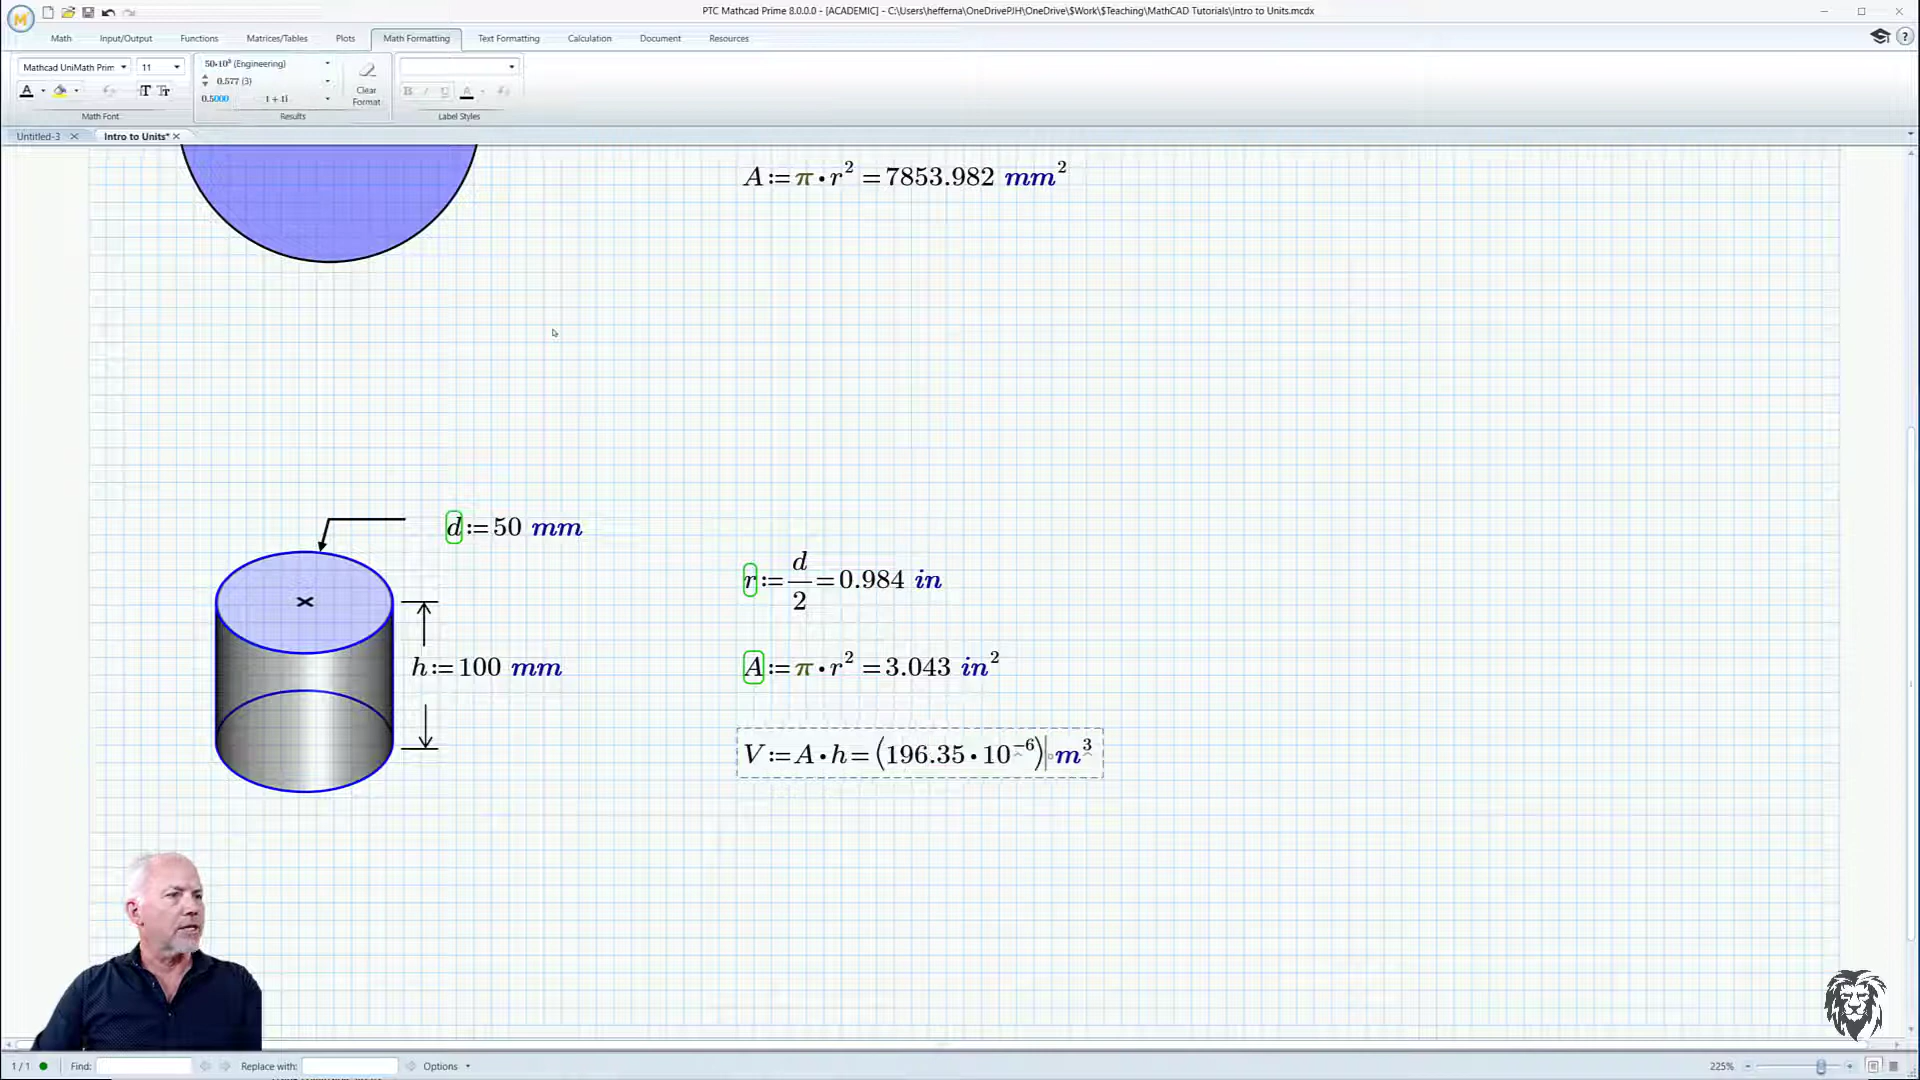 PTC Mathcad Prime 8.0.0.0 - [ACADEMIC] - C:\Users\hefferna\OneDrivePJH\OneDrive\$Work\$Teaching\MathCAD Tutorials\Intro to Units.mcdx
Math Input/Output Functions Matrices/Tables Plots Math Formatting Text Formatting Calculation Document Resources
Mathcad UniMath Prim 11
50•10³ (Engineering)
0.577 (3)
0.5000 1 + 1i
Clear Format
B I U
Math Font Results Label Styles
Untitled-3 Intro to Units*
A:=π•r²=7853.982 mm²
d:=50 mm
r:=d/2=0.984 in
h:=100 mm
A:=π•r²=3.043 in²
V:=A•h=(196.35•10⁻⁶) m³
1 / 1 Find: Replace with: Options 225%